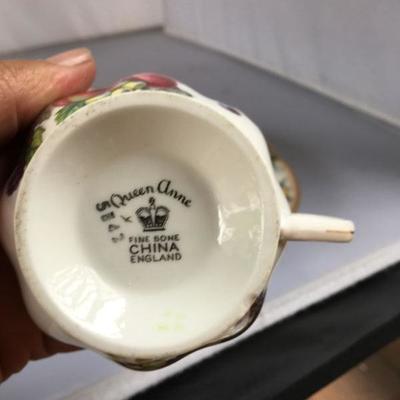 Queen Anne
FINE BONE
CHINA
ENGLAND